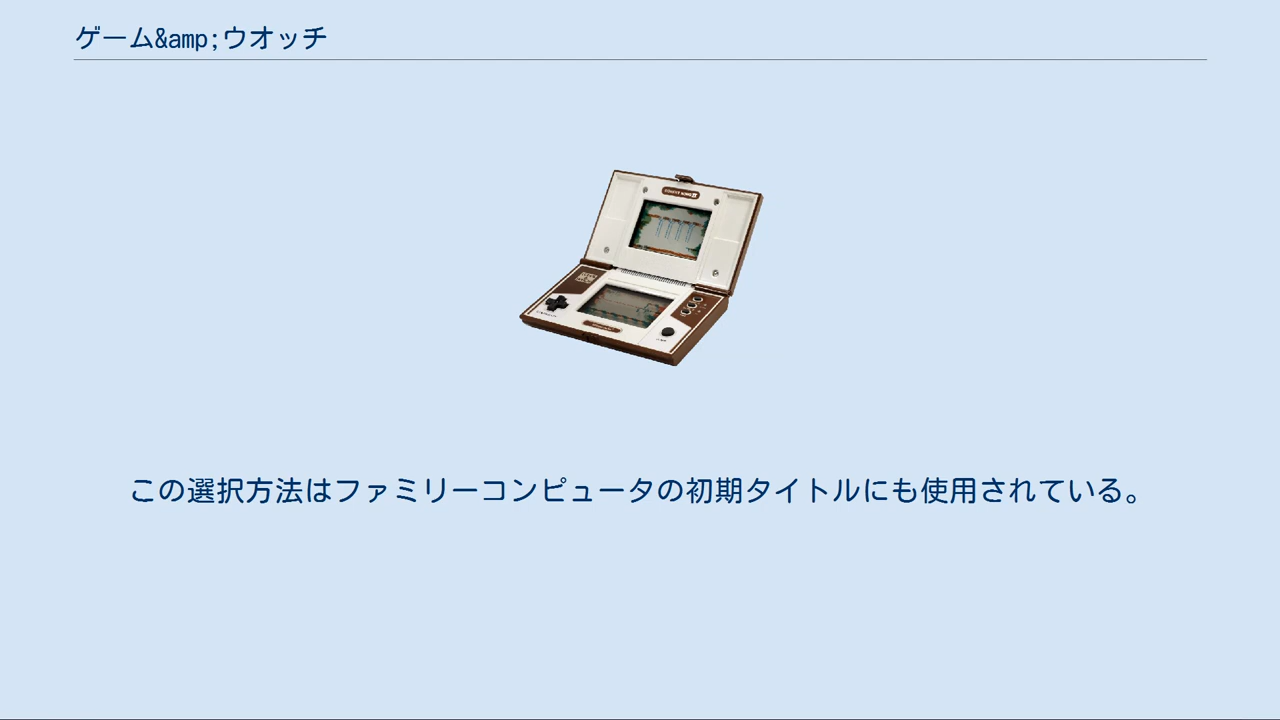 ゲーム&amp;ウオッチ
この選択方法はファミリーコンピュータの初期タイトルにも使用されている。